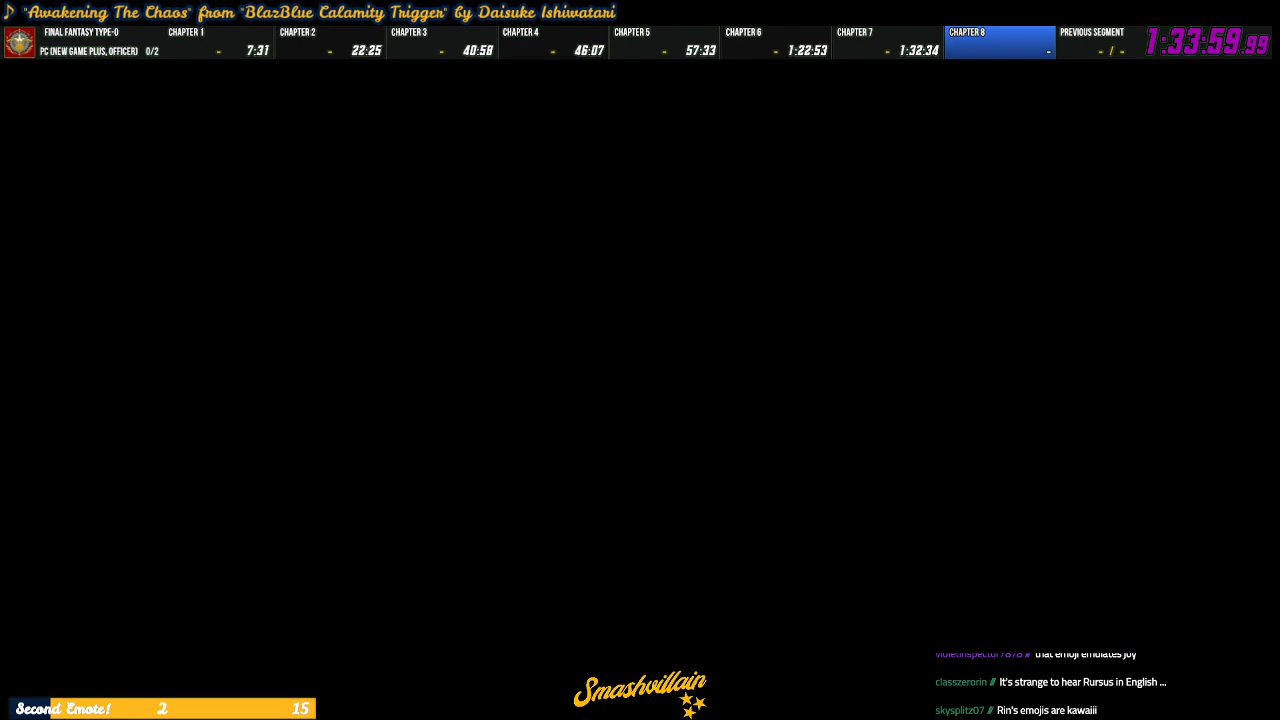 ♪ "Awakening The Chaos" from "BlazBlue Calamity Trigger" by Daisuke Ishiwatari
FINAL FANTASY TYPE-0
PC (NEW GAME PLUS, OFFICER) 0/2
CHAPTER 1
- 7:31
CHAPTER 2
- 22:25
CHAPTER 3
- 40:58
CHAPTER 4
- 46:07
CHAPTER 5
- 57:33
CHAPTER 6
- 1:22:53
CHAPTER 7
- 1:32:34
CHAPTER 8
-
PREVIOUS SEGMENT
- / -
1:33:59.99
that emoji emulates joy
classzerorin // It's strange to hear Rursus in English ...
skysplitz07 // Rin's emojis are kawaiii
Smashvillain
Second Emote! 2 15